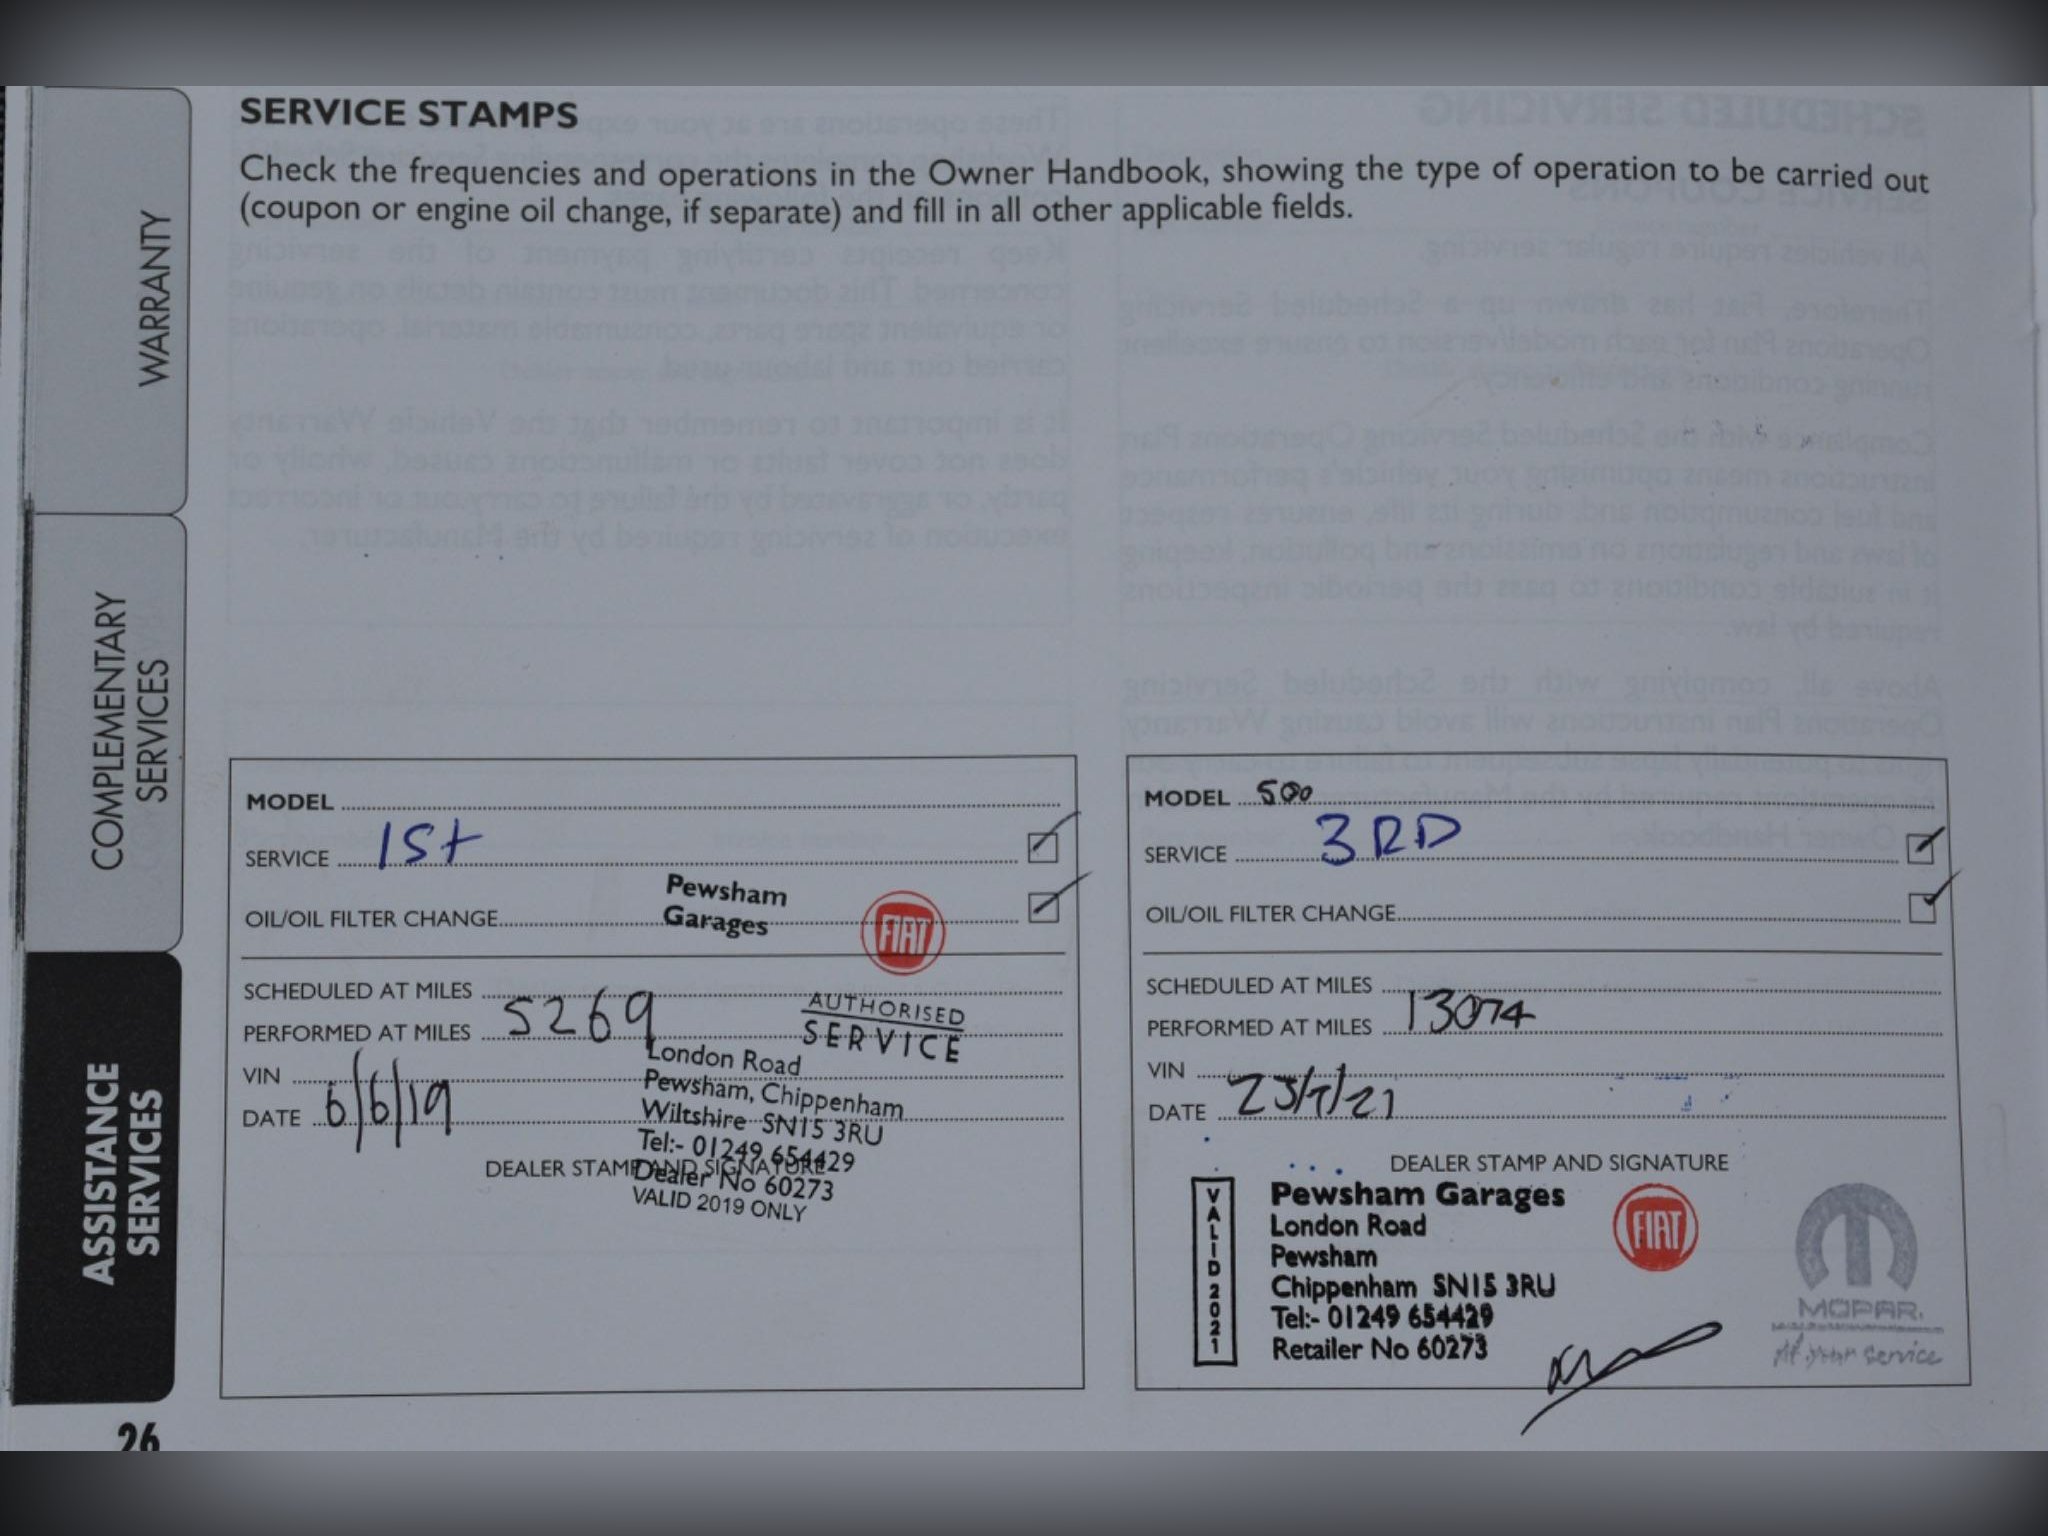 SERVICE STAMPS
Check the frequencies and operations in the Owner Handbook, showing the type of operation to be carried out
(coupon or engine oil change, if separate) and fill in all other applicable fields.
WARRANTY
COMPLEMENTARY
SERVICES
ASSISTANCE
SERVICES
26
MODEL
SERVICE 1st
OIL/OIL FILTER CHANGE
Pewsham
Garages
FIAT
SCHEDULED AT MILES
PERFORMED AT MILES 5269
AUTHORISED
SERVICE
VIN
DATE 6/6/19
London Road
Pewsham, Chippenham
Wiltshire SN15 3RU
Tel:- 01249 654429
DEALER STAMP AND SIGNATURE
Dealer No 60273
VALID 2019 ONLY
MODEL 500
SERVICE 3RD
OIL/OIL FILTER CHANGE
SCHEDULED AT MILES
PERFORMED AT MILES 13074
VIN
DATE
DEALER STAMP AND SIGNATURE
VALID 2021
Pewsham Garages
London Road
Pewsham
Chippenham SN15 3RU
Tel:- 01249 654429
Retailer No 60273
FIAT
MOPAR.
At your service